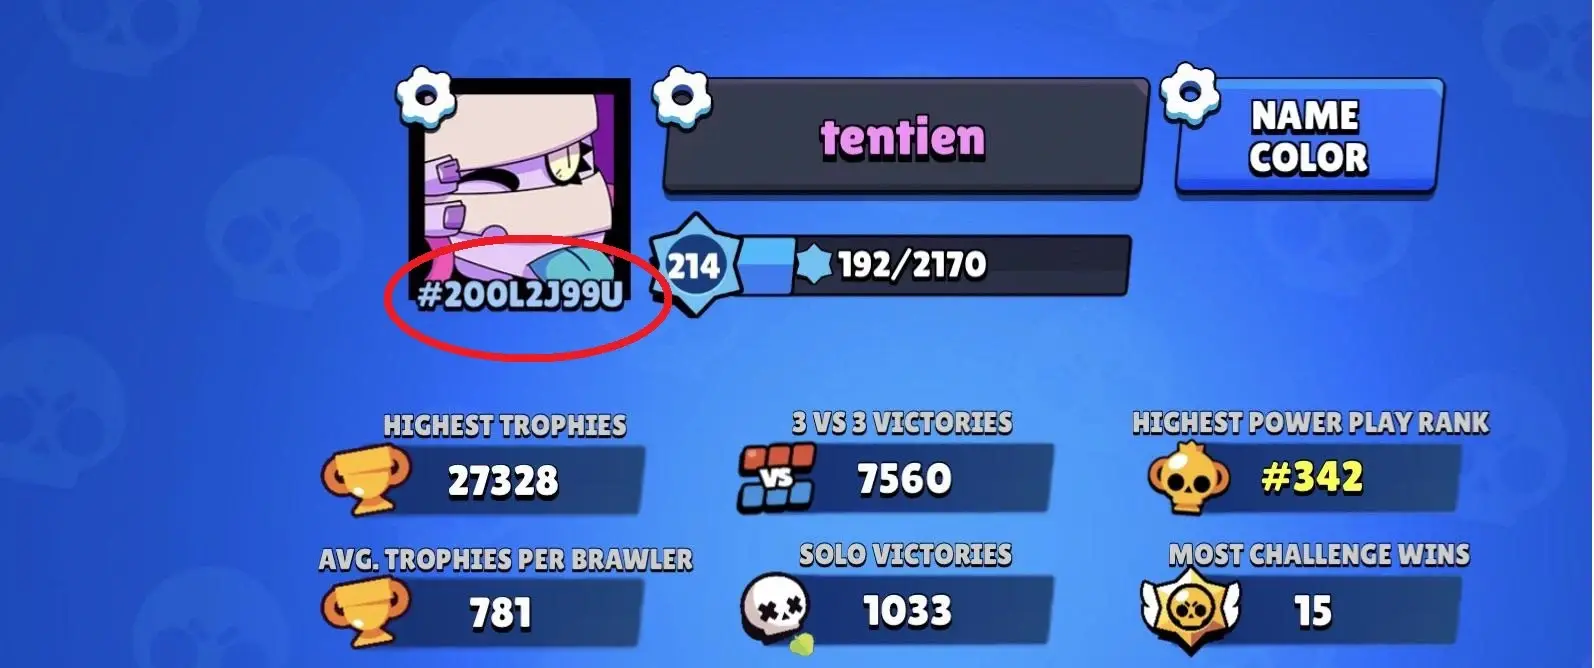 tentien
NAME
COLOR
#200L2J99U
214
192/2170
HIGHEST TROPHIES
27328
3 VS 3 VICTORIES
VS
7560
HIGHEST POWER PLAY RANK
#342
AVG. TROPHIES PER BRAWLER
781
SOLO VICTORIES
1033
MOST CHALLENGE WINS
15